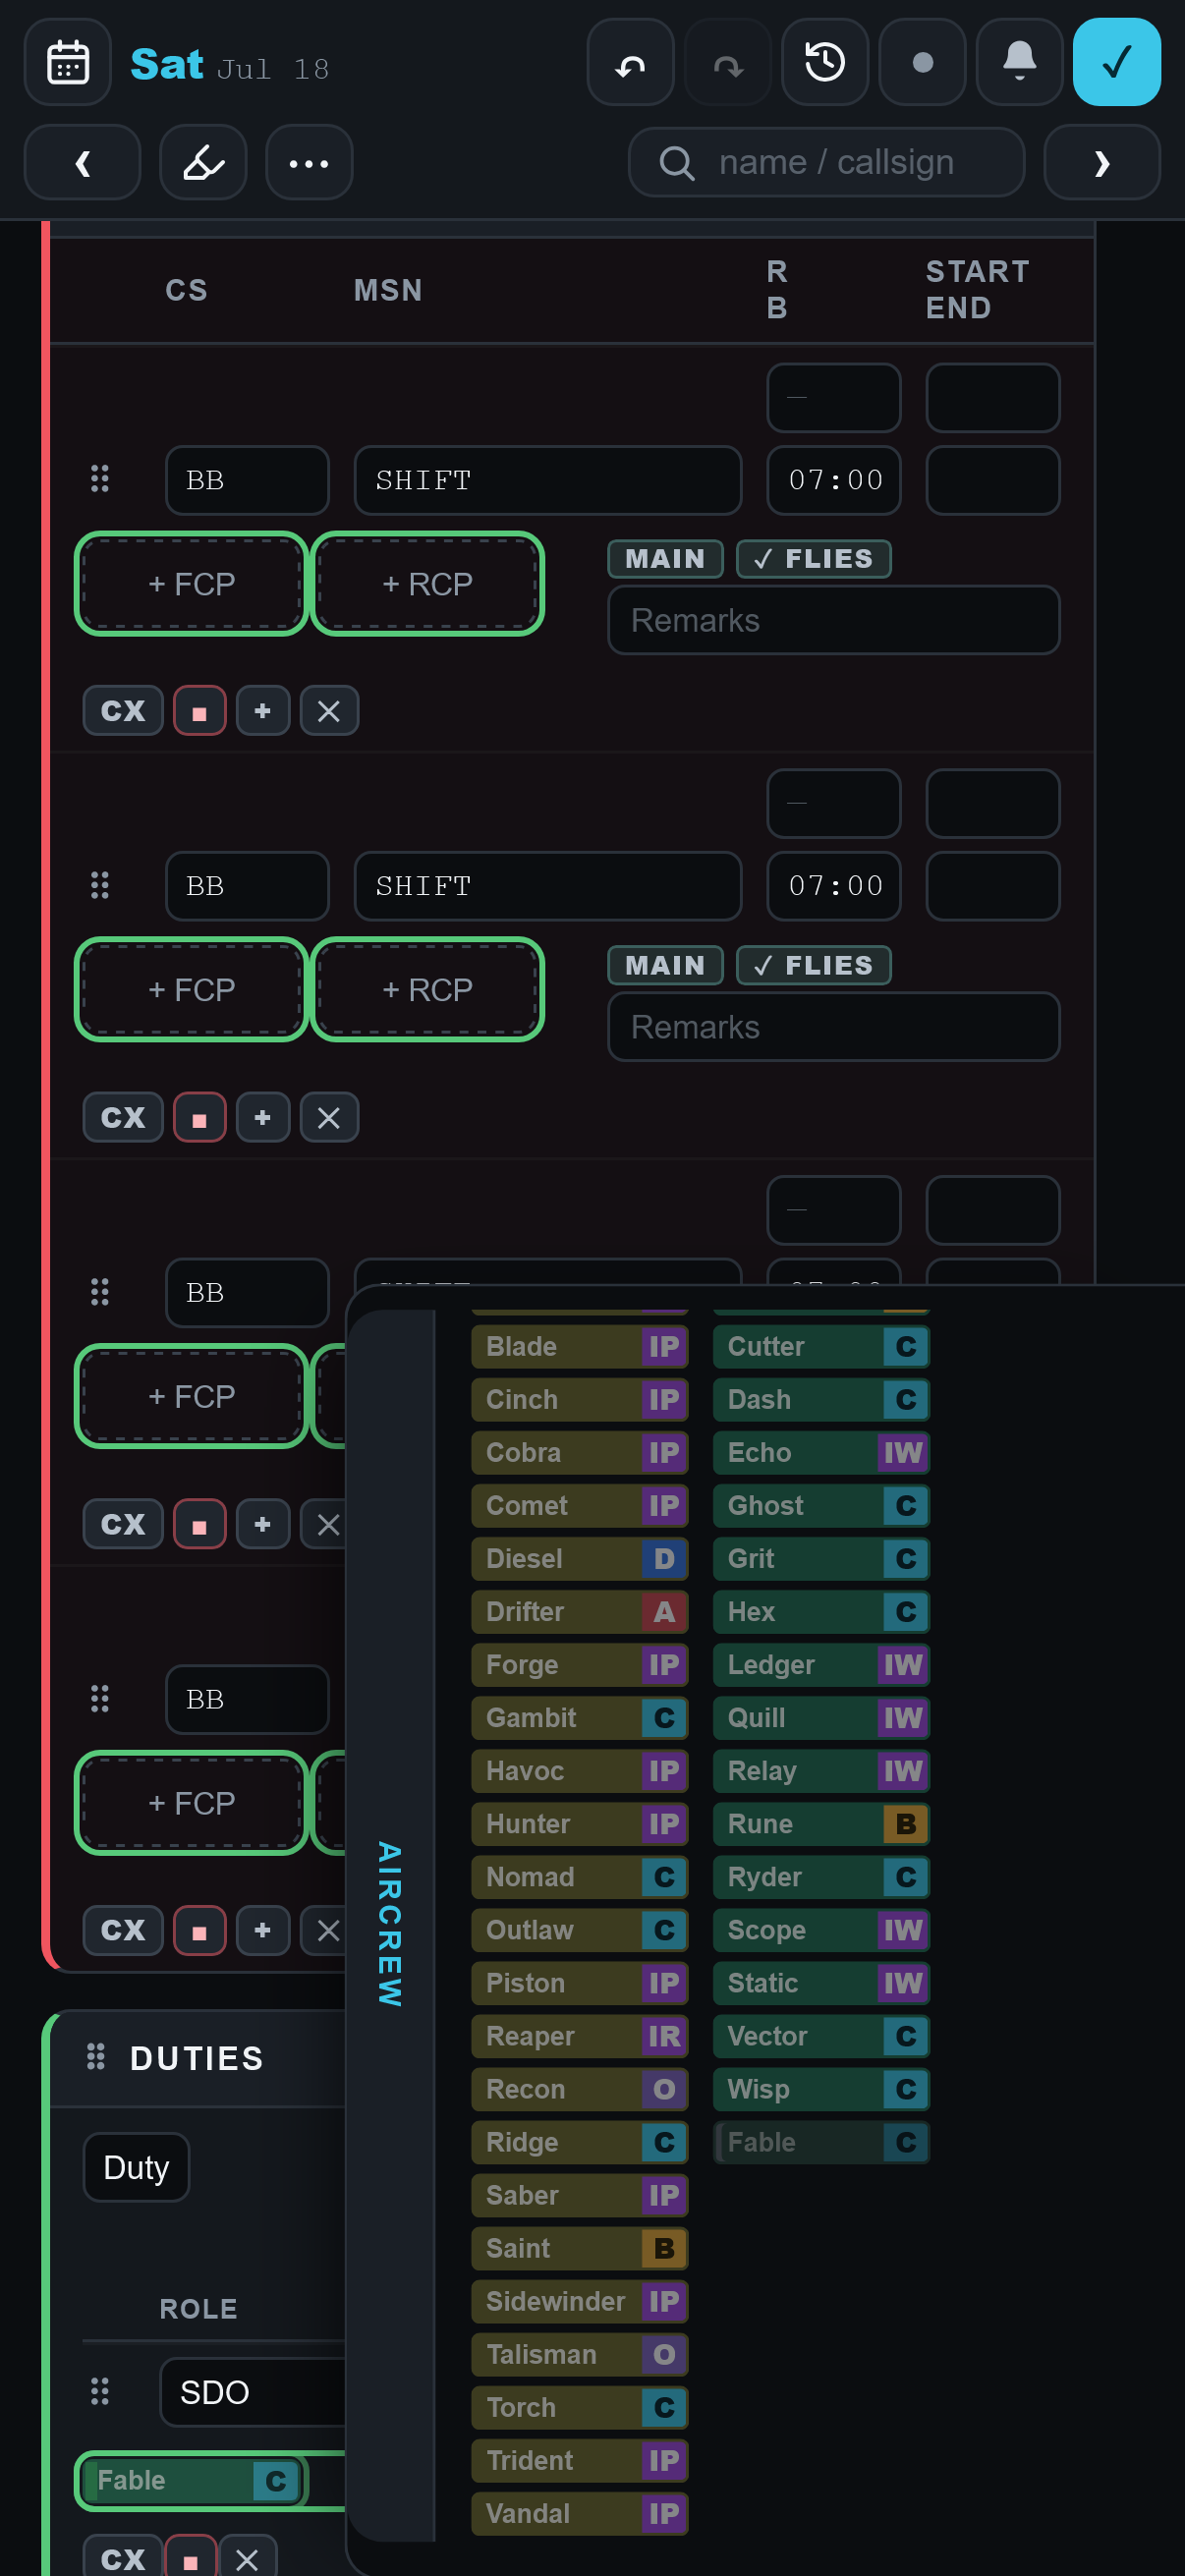 Sat Jul 18
name / callsign
CS MSN R B START END
—
BB SHIFT 07:00
+ FCP + RCP MAIN ✓ FLIES
Remarks
CX + ×
—
BB SHIFT 07:00
+ FCP + RCP MAIN ✓ FLIES
Remarks
CX + ×
—
BB
+ FCP
CX + ×
BB
+ FCP
CX + ×
DUTIES
Duty
ROLE
SDO
Fable C
CX ×
AIRCREW
Blade IP
Cinch IP
Cobra IP
Comet IP
Diesel D
Drifter A
Forge IP
Gambit C
Havoc IP
Hunter IP
Nomad C
Outlaw C
Piston IP
Reaper IR
Recon O
Ridge C
Saber IP
Saint B
Sidewinder IP
Talisman O
Torch C
Trident IP
Vandal IP
Cutter C
Dash C
Echo IW
Ghost C
Grit C
Hex C
Ledger IW
Quill IW
Relay IW
Rune B
Ryder C
Scope IW
Static IW
Vector C
Wisp C
Fable C